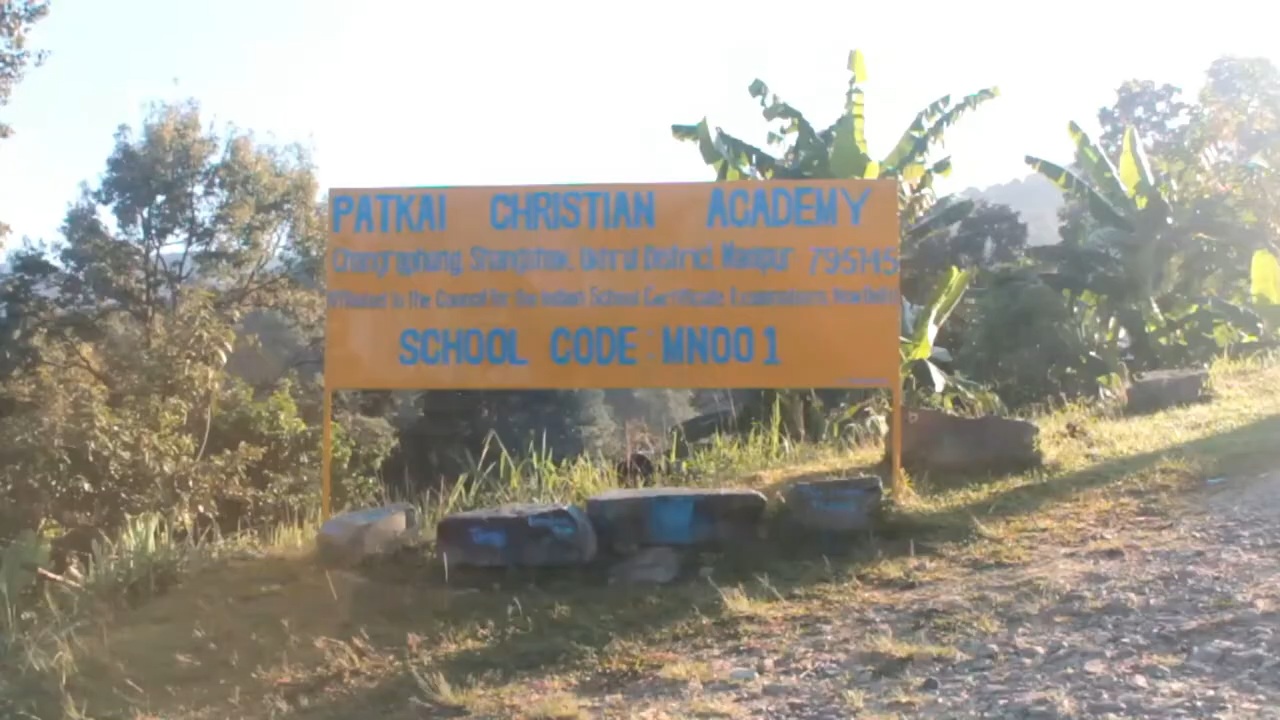 PATKAI CHRISTIAN ACADEMY
Shangshak, Ukhrul District, Manipur 795145
Affiliated to The Council for the Indian School Certificate Examinations, New Delhi
SCHOOL CODE : MN001